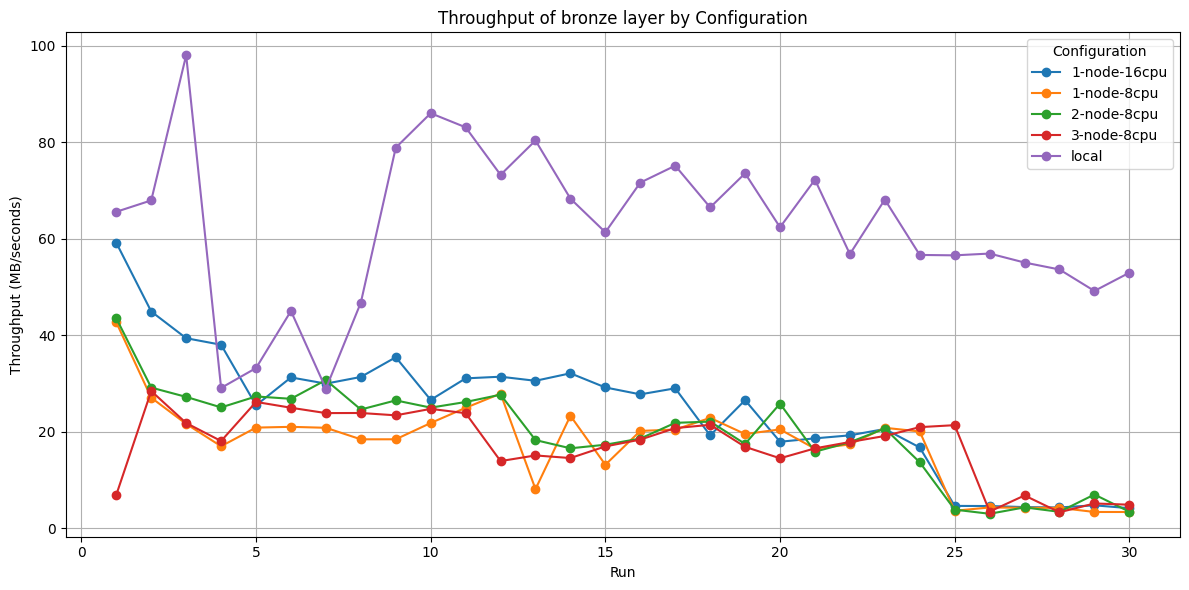 Throughput of bronze layer by Configuration
Throughput (MB/seconds)
100
80
60
40
20
0
0
5
10
15
20
25
30
Run
Configuration
1-node-16cpu
1-node-8cpu
2-node-8cpu
3-node-8cpu
local